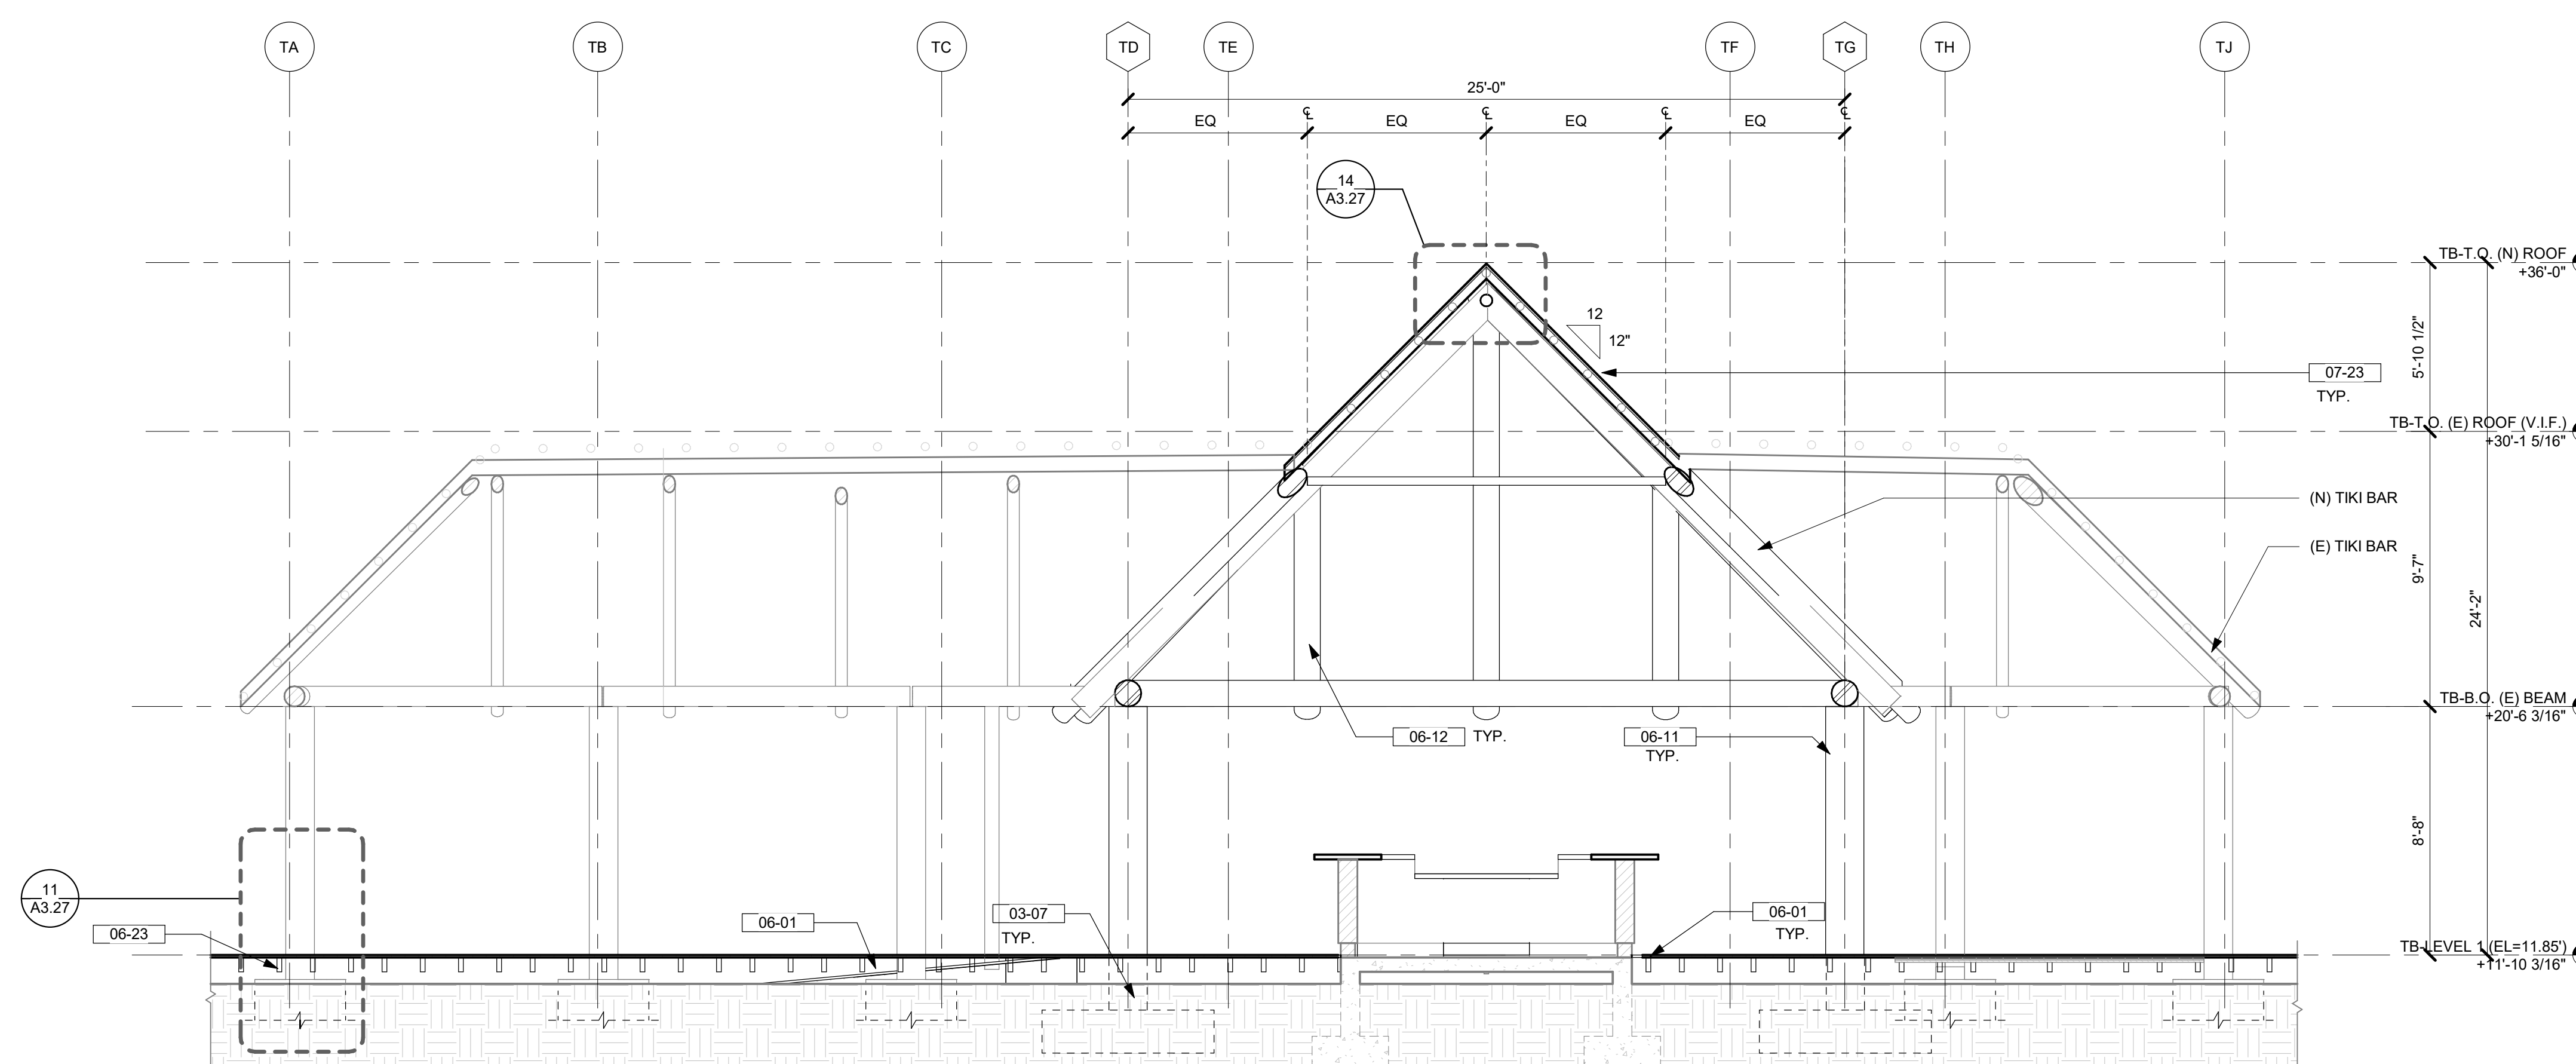 TA
TB
TC
TD
TE
TF
TG
TH
TJ
25'-0"
℄
℄
℄
℄
EQ
EQ
EQ
EQ
14
A3.27
TB-T.O. (N) ROOF
+36'-0"
12
12"
5'-10 1/2"
07-23
TYP.
TB-T.O. (E) ROOF (V.I.F.)
+30'-1 5/16"
(N) TIKI BAR
(E) TIKI BAR
9'-7"
24'-2"
TB-B.O. (E) BEAM
+20'-6 3/16"
06-12 TYP.
06-11
TYP.
8'-8"
11
A3.27
06-23
06-01
03-07
TYP.
06-01
TYP.
TB-LEVEL 1 (EL=11.85')
+11'-10 3/16"